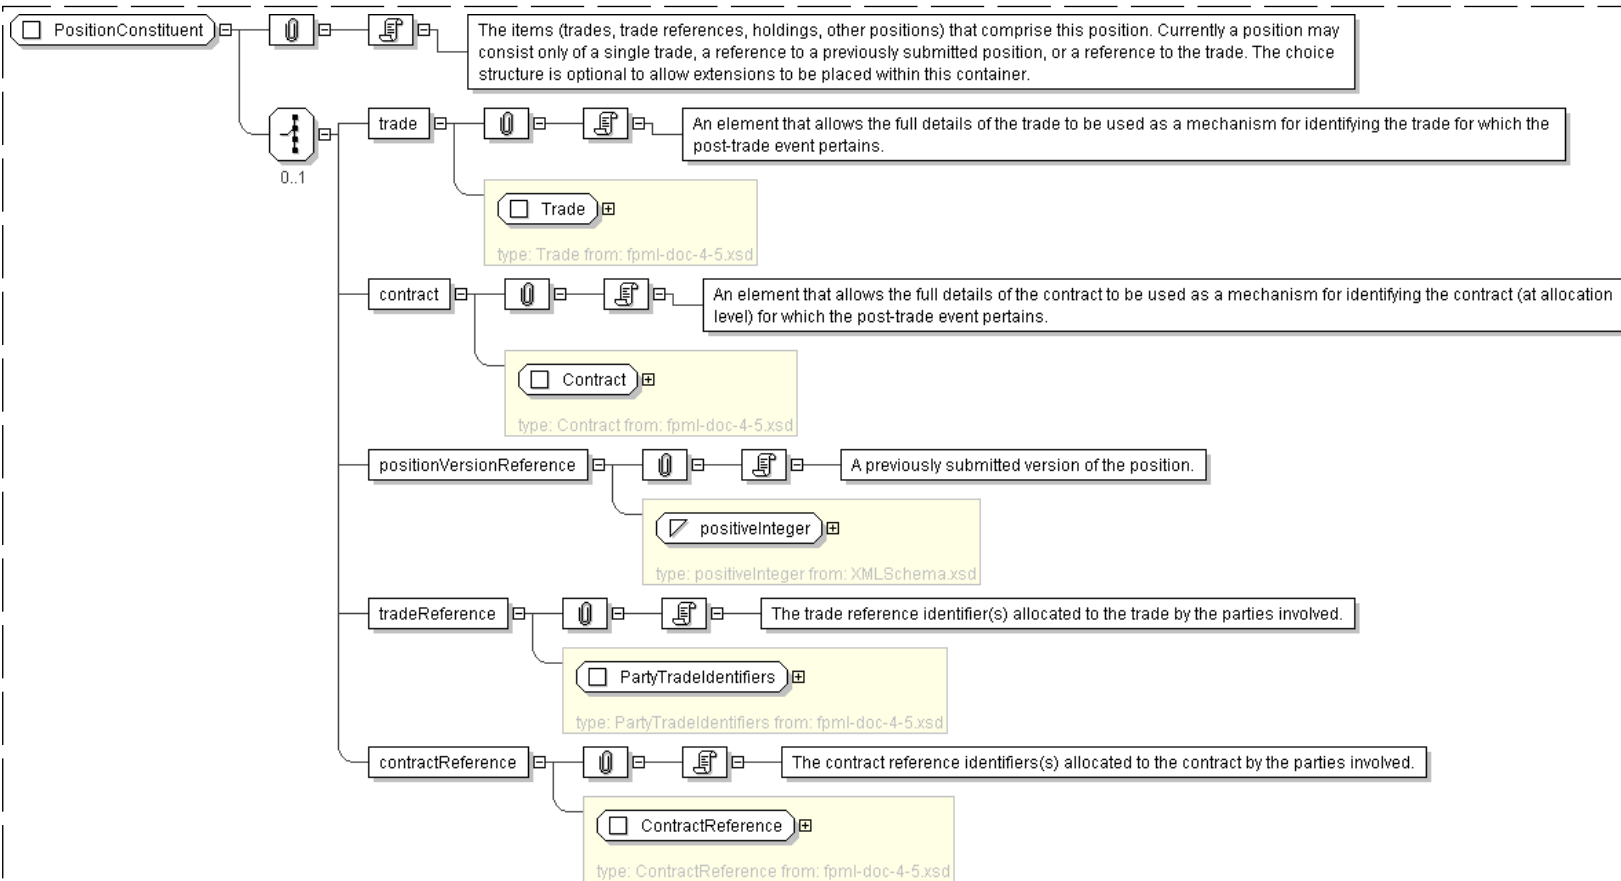 PositionConstituent
The items (trades, trade references, holdings, other positions) that comprise this position. Currently a position may
consist only of a single trade, a reference to a previously submitted position, or a reference to the trade. The choice
structure is optional to allow extensions to be placed within this container.
0..1
trade
An element that allows the full details of the trade to be used as a mechanism for identifying the trade for which the
post-trade event pertains.
Trade
type: Trade from: fpml-doc-4-5.xsd
contract
An element that allows the full details of the contract to be used as a mechanism for identifying the contract (at allocation
level) for which the post-trade event pertains.
Contract
type: Contract from: fpml-doc-4-5.xsd
positionVersionReference
A previously submitted version of the position.
positiveInteger
type: positiveInteger from: XMLSchema.xsd
tradeReference
The trade reference identifier(s) allocated to the trade by the parties involved.
PartyTradeIdentifiers
type: PartyTradeIdentifiers from: fpml-doc-4-5.xsd
contractReference
The contract reference identifiers(s) allocated to the contract by the parties involved.
ContractReference
type: ContractReference from: fpml-doc-4-5.xsd